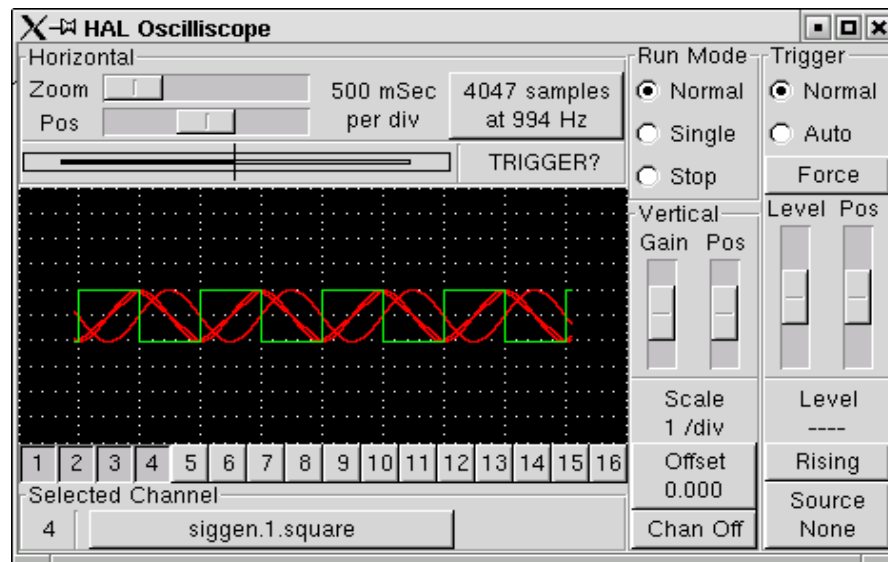 HAL Oscilliscope
Horizontal
Zoom
Pos
500 mSec
per div
4047 samples
at 994 Hz
TRIGGER?
Run Mode
Normal
Single
Stop
Trigger
Normal
Auto
Force
Level Pos
Vertical
Gain Pos
Scale
1 /div
Offset
0.000
Chan Off
Level
----
Rising
Source
None
1 2 3 4 5 6 7 8 9 10 11 12 13 14 15 16
Selected Channel
4 siggen.1.square